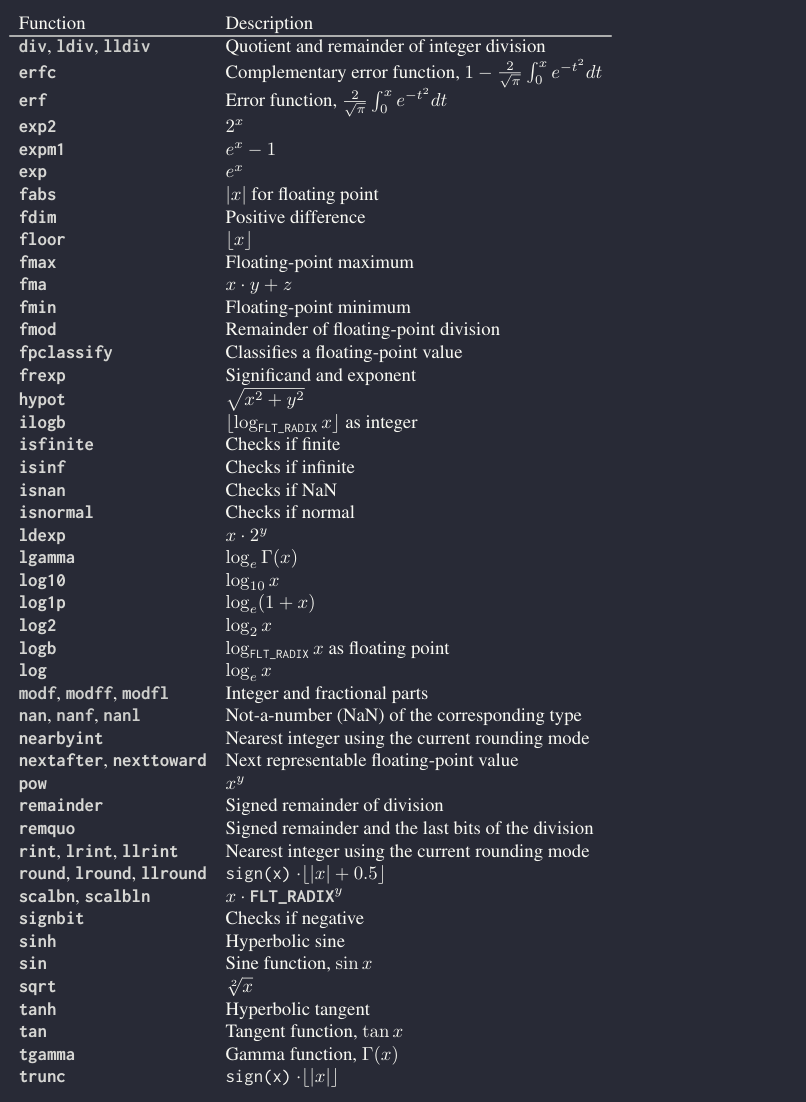 Function Description
div, ldiv, lldiv Quotient and remainder of integer division
erfc Complementary error function, $1 - \frac{2}{\sqrt{\pi}} \int_0^x e^{-t^2} dt$
erf Error function, $\frac{2}{\sqrt{\pi}} \int_0^x e^{-t^2} dt$
exp2 $2^x$
expm1 $e^x - 1$
exp $e^x$
fabs $|x|$ for floating point
fdim Positive difference
floor $\lfloor x \rfloor$
fmax Floating-point maximum
fma $x \cdot y + z$
fmin Floating-point minimum
fmod Remainder of floating-point division
fpclassify Classifies a floating-point value
frexp Significand and exponent
hypot $\sqrt{x^2 + y^2}$
ilogb $\lfloor \log_{\texttt{FLT\_RADIX}} x \rfloor$ as integer
isfinite Checks if finite
isinf Checks if infinite
isnan Checks if NaN
isnormal Checks if normal
ldexp $x \cdot 2^y$
lgamma $\log_e \Gamma(x)$
log10 $\log_{10} x$
log1p $\log_e(1 + x)$
log2 $\log_2 x$
logb $\log_{\texttt{FLT\_RADIX}} x$ as floating point
log $\log_e x$
modf, modff, modfl Integer and fractional parts
nan, nanf, nanl Not-a-number (NaN) of the corresponding type
nearbyint Nearest integer using the current rounding mode
nextafter, nexttoward Next representable floating-point value
pow $x^y$
remainder Signed remainder of division
remquo Signed remainder and the last bits of the division
rint, lrint, llrint Nearest integer using the current rounding mode
round, lround, llround sign(x) $\cdot \lfloor |x| + 0.5 \rfloor$
scalbn, scalbln $x \cdot \texttt{FLT\_RADIX}^y$
signbit Checks if negative
sinh Hyperbolic sine
sin Sine function, $\sin x$
sqrt $\sqrt[2]{x}$
tanh Hyperbolic tangent
tan Tangent function, $\tan x$
tgamma Gamma function, $\Gamma(x)$
trunc sign(x) $\cdot \lfloor |x| \rfloor$